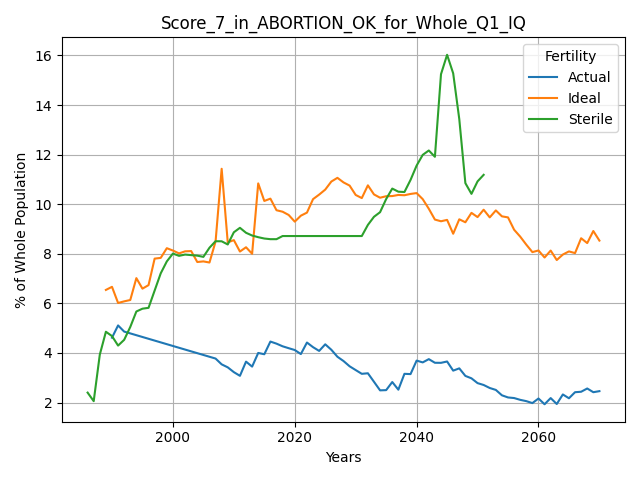 Score_7_in_ABORTION_OK_for_Whole_Q1_IQ
% of Whole Population
16
14
12
10
8
6
4
2
Fertility
Actual
Ideal
Sterile
2000
2020
2040
2060
Years